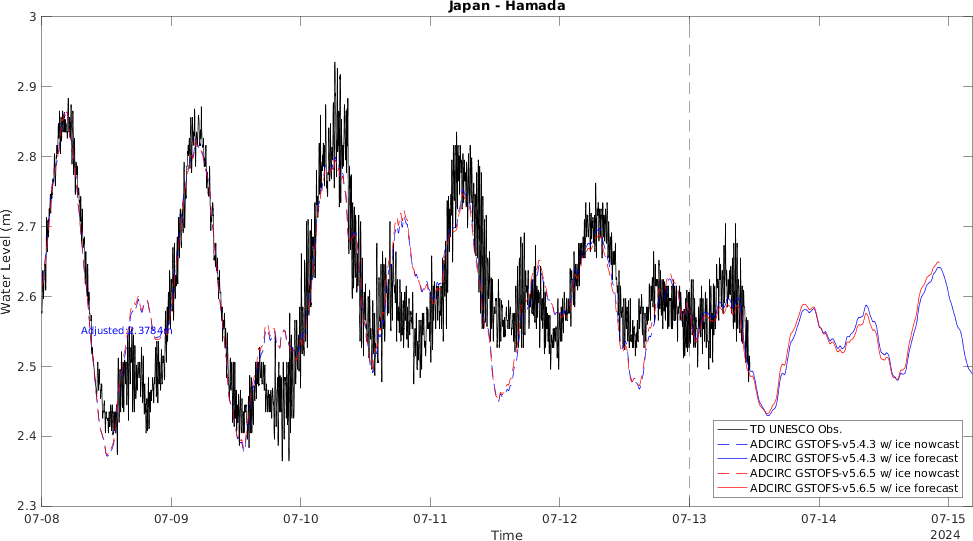 Japan - Hamada
3
2.9
2.8
2.7
2.6
2.5
2.4
2.3
Water Level (m)
07-08
07-09
07-10
07-11
07-12
07-13
07-14
07-15
Time
2024
TD UNESCO Obs.
ADCIRC GSTOFS-v5.4.3 w/ ice nowcast
ADCIRC GSTOFS-v5.4.3 w/ ice forecast
ADCIRC GSTOFS-v5.6.5 w/ ice nowcast
ADCIRC GSTOFS-v5.6.5 w/ ice forecast